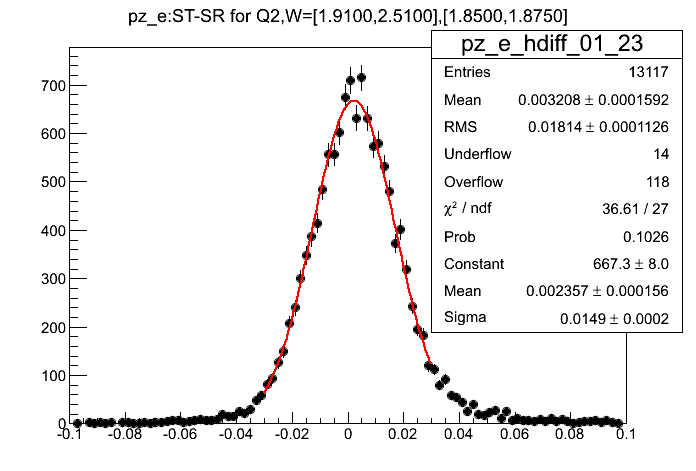 pz_e:ST-SR for Q2,W=[1.9100,2.5100],[1.8500,1.8750]
pz_e_hdiff_01_23
Entries 13117
Mean 0.003208 ± 0.0001592
RMS 0.01814 ± 0.0001126
Underflow 14
Overflow 118
χ² / ndf 36.61 / 27
Prob 0.1026
Constant 667.3 ± 8.0
Mean 0.002357 ± 0.000156
Sigma 0.0149 ± 0.0002
700
600
500
400
300
200
100
0
-0.1 -0.08 -0.06 -0.04 -0.02 0 0.02 0.04 0.06 0.08 0.1